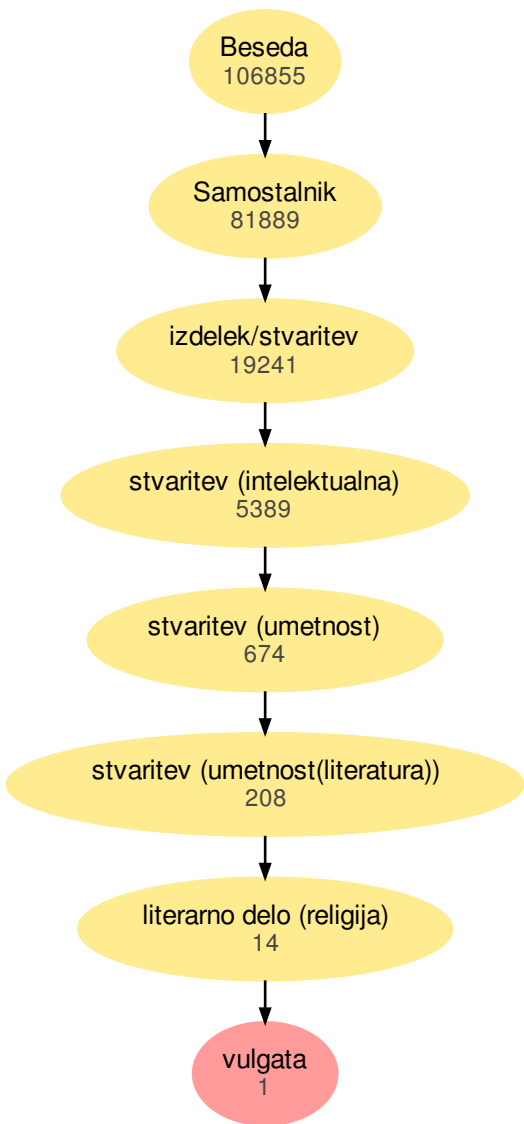 Beseda
106855
Samostalnik
81889
izdelek/stvaritev
19241
stvaritev (intelektualna)
5389
stvaritev (umetnost)
674
stvaritev (umetnost(literatura))
208
literarno delo (religija)
14
vulgata
1